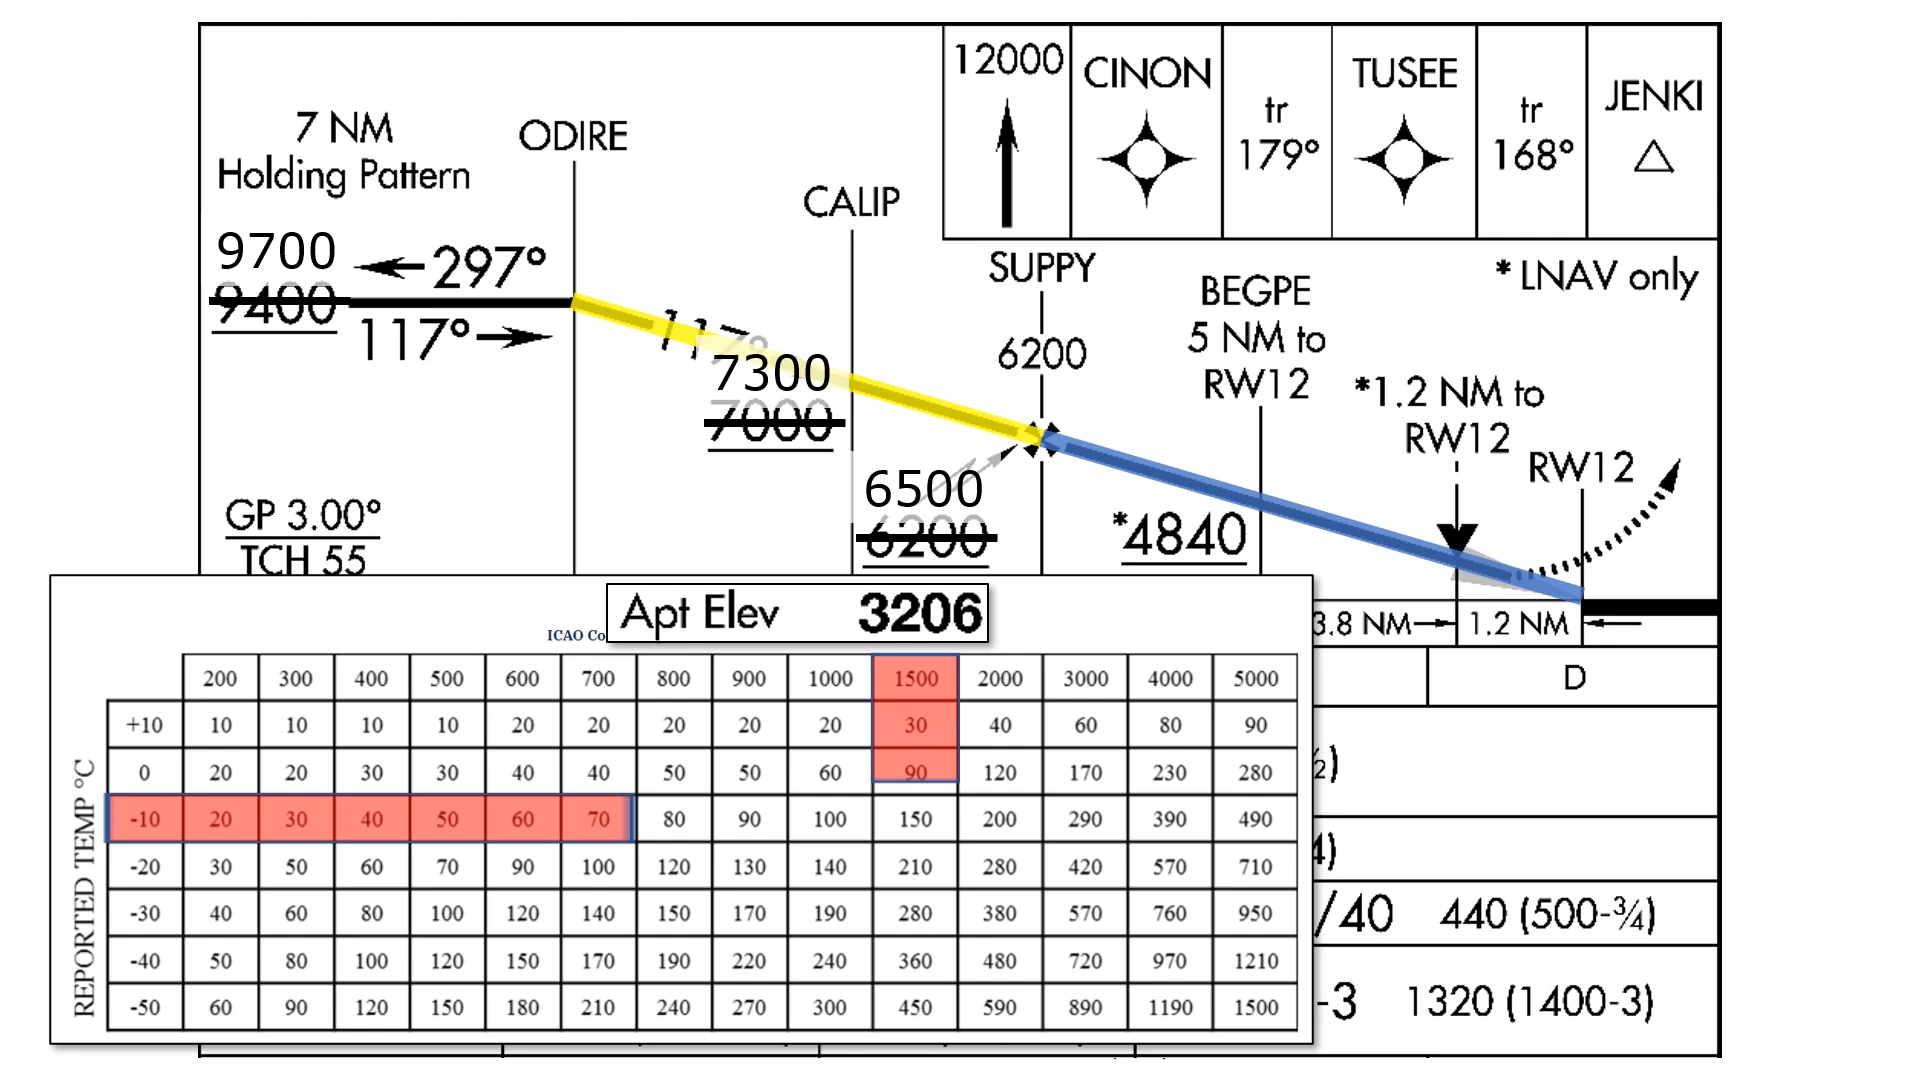 12000
CINON
tr
179°
TUSEE
tr
168°
JENKI
7 NM
Holding Pattern
ODIRE
CALIP
SUPPY
* LNAV only
9700
9400
297°
117°
117°
7300
7000
6200
6500
6200
BEGPE
5 NM to
RW12
*1.2 NM to
RW12
RW12
GP 3.00°
TCH 55
*4840
3.8 NM
1.2 NM
Apt Elev 3206
ICAO
D
REPORTED TEMP °C
200 300 400 500 600 700 800 900 1000 1500 2000 3000 4000 5000
+10 10 10 10 10 20 20 20 20 20 30 40 60 80 90
0 20 20 30 30 40 40 50 50 60 90 120 170 230 280
-10 20 30 40 50 60 70 80 90 100 150 200 290 390 490
-20 30 50 60 70 90 100 120 130 140 210 280 420 570 710
-30 40 60 80 100 120 140 150 170 190 280 380 570 760 950
-40 50 80 100 120 150 170 190 220 240 360 480 720 970 1210
-50 60 90 120 150 180 210 240 270 300 450 590 890 1190 1500
/40 440 (500-¾)
-3 1320 (1400-3)